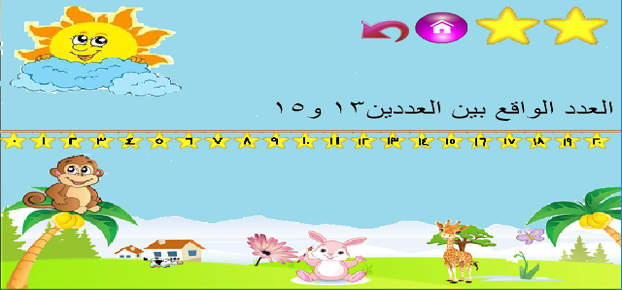 العدد الواقع بين العددين١٣ و١٥
٠ ١ ٢ ٣ ٤ ٥ ٦ ٧ ٨ ٩ ١٠ ١١ ١٢ ١٣ ١٤ ١٥ ١٦ ١٧ ١٨ ١٩ ٢٠